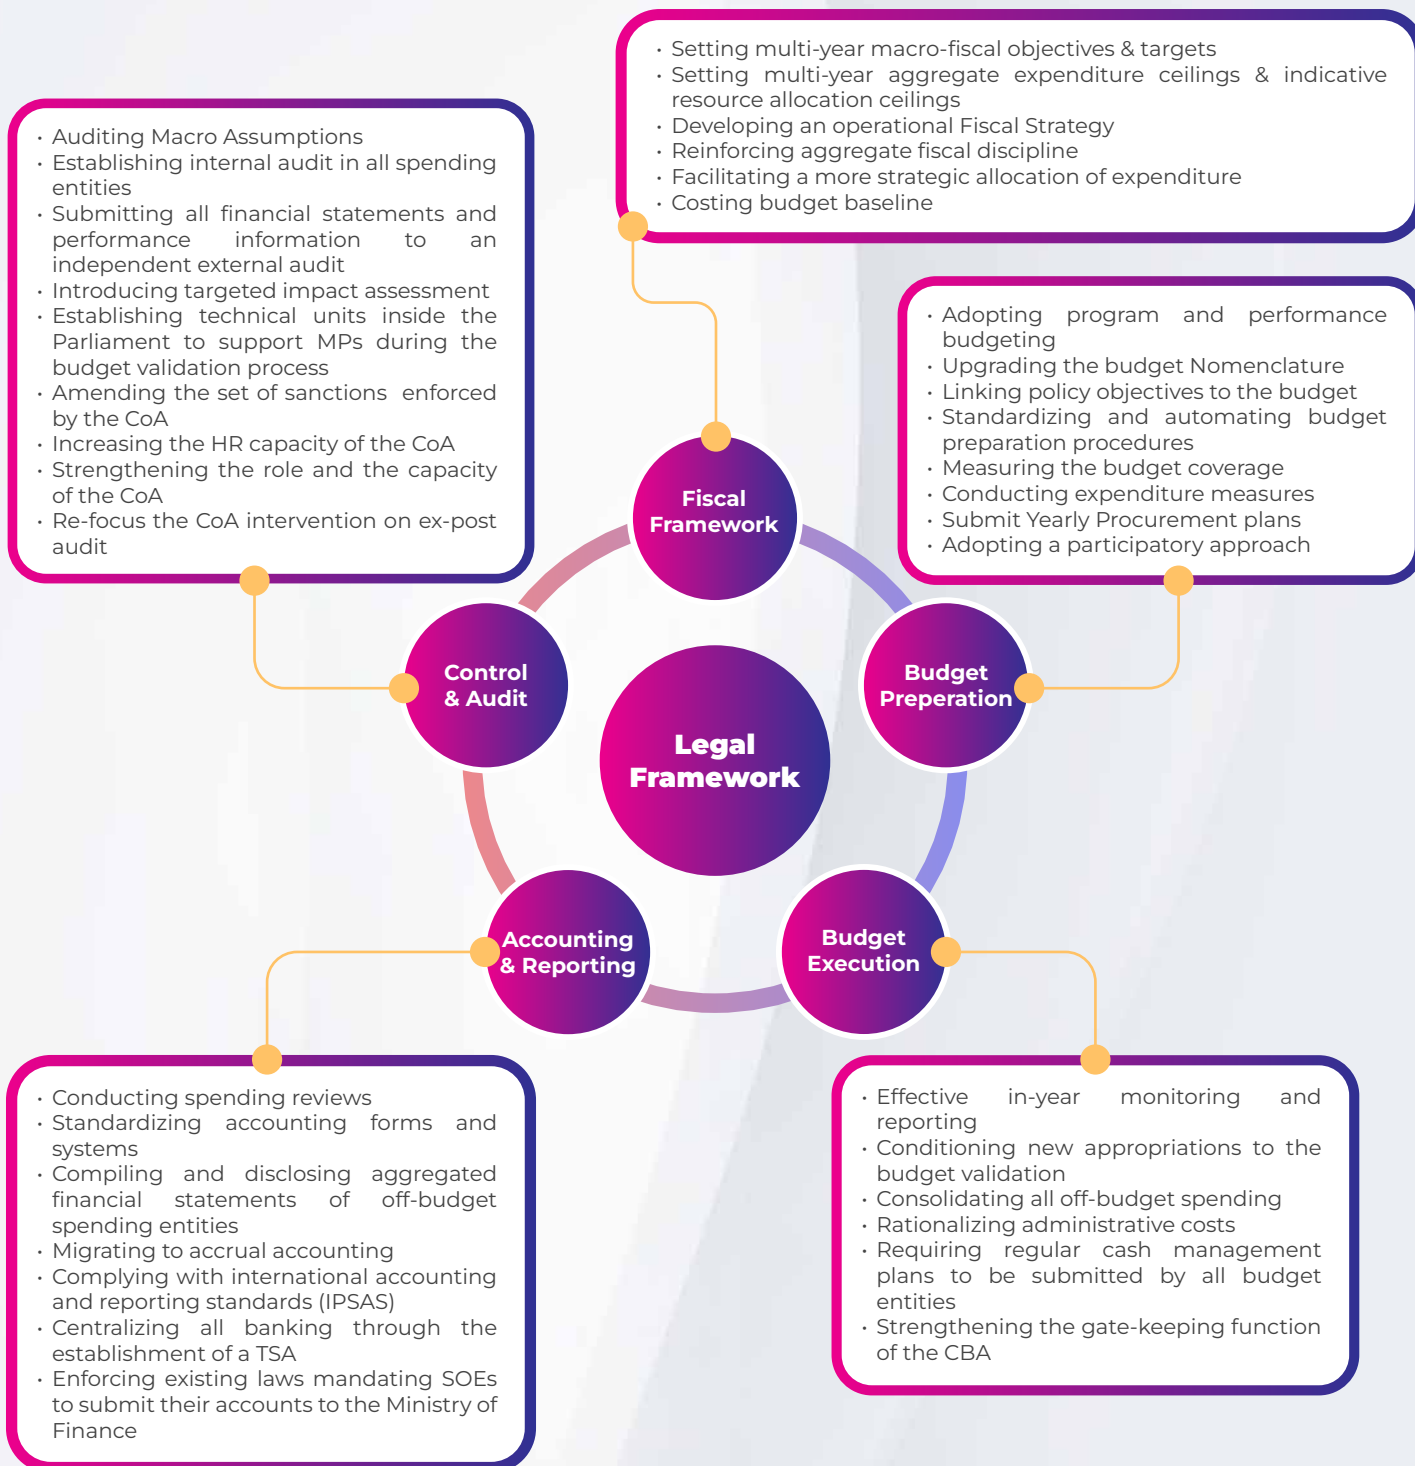 · Setting multi-year macro-fiscal objectives & targets
· Setting multi-year aggregate expenditure ceilings & indicative
resource allocation ceilings
· Developing an operational Fiscal Strategy
· Reinforcing aggregate fiscal discipline
· Facilitating a more strategic allocation of expenditure
· Costing budget baseline
· Auditing Macro Assumptions
· Establishing internal audit in all spending
entities
· Submitting all financial statements and
performance information to an
independent external audit
· Introducing targeted impact assessment
· Establishing technical units inside the
Parliament to support MPs during the
budget validation process
· Amending the set of sanctions enforced
by the CoA
· Increasing the HR capacity of the CoA
· Strengthening the role and the capacity
of the CoA
· Re-focus the CoA intervention on ex-post
audit
· Adopting program and performance
budgeting
· Upgrading the budget Nomenclature
· Linking policy objectives to the budget
· Standardizing and automating budget
preparation procedures
· Measuring the budget coverage
· Conducting expenditure measures
· Submit Yearly Procurement plans
· Adopting a participatory approach
Fiscal
Framework
Control
& Audit
Budget
Preperation
Legal
Framework
Accounting
& Reporting
Budget
Execution
· Conducting spending reviews
· Standardizing accounting forms and
systems
· Compiling and disclosing aggregated
financial statements of off-budget
spending entities
· Migrating to accrual accounting
· Complying with international accounting
and reporting standards (IPSAS)
· Centralizing all banking through the
establishment of a TSA
· Enforcing existing laws mandating SOEs
to submit their accounts to the Ministry of
Finance
· Effective in-year monitoring and
reporting
· Conditioning new appropriations to the
budget validation
· Consolidating all off-budget spending
· Rationalizing administrative costs
· Requiring regular cash management
plans to be submitted by all budget
entities
· Strengthening the gate-keeping function
of the CBA